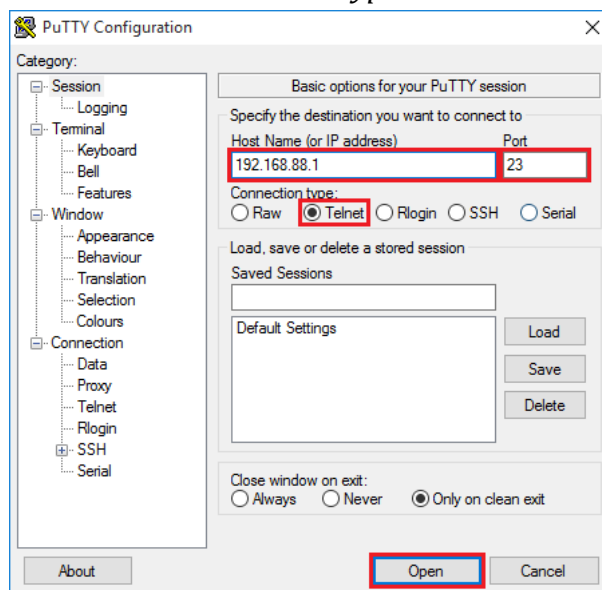 PuTTY Configuration
Category:
Session
Logging
Terminal
Keyboard
Bell
Features
Window
Appearance
Behaviour
Translation
Selection
Colours
Connection
Data
Proxy
Telnet
Rlogin
SSH
Serial
Basic options for your PuTTY session
Specify the destination you want to connect to
Host Name (or IP address) Port
192.168.88.1 23
Connection type:
Raw Telnet Rlogin SSH Serial
Load, save or delete a stored session
Saved Sessions
Default Settings
Load
Save
Delete
Close window on exit:
Always Never Only on clean exit
About Open Cancel